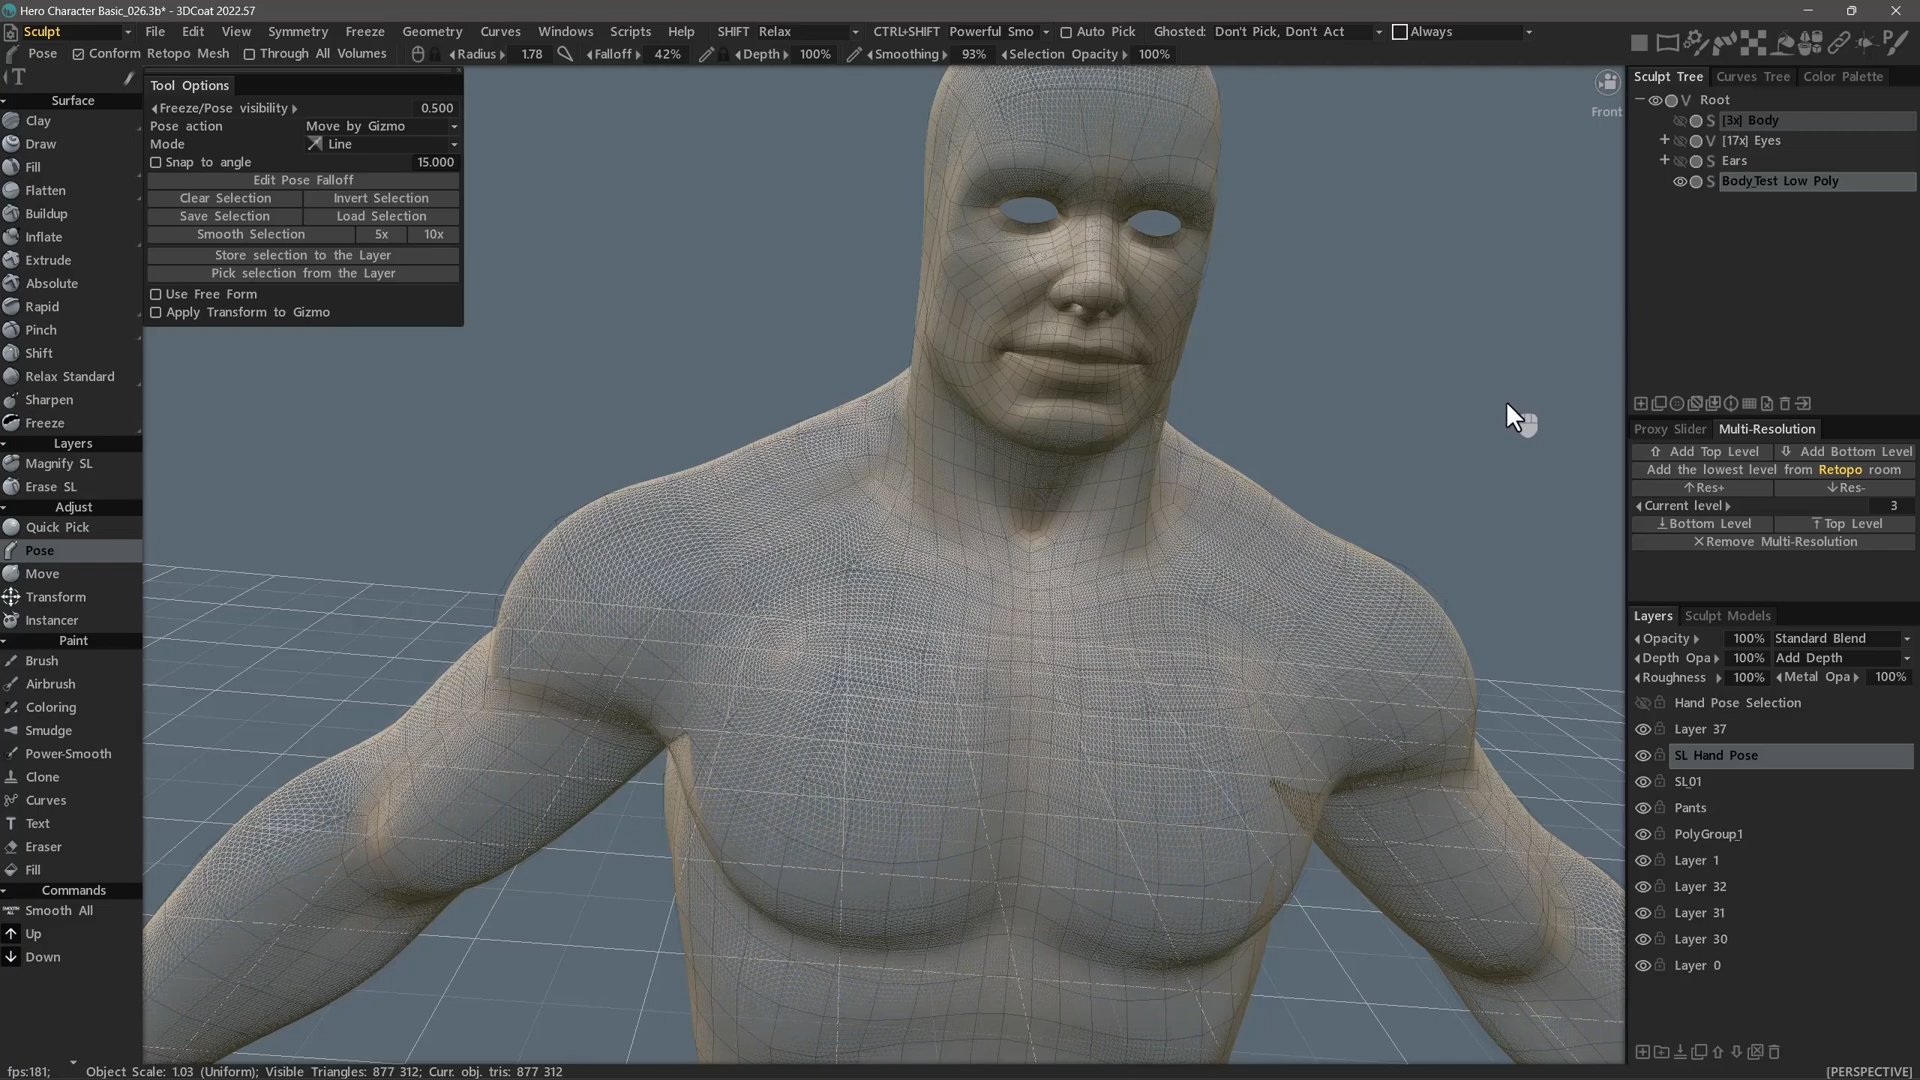 Hero Character Basic_026.3b* - 3DCoat 2022.57
Sculpt File Edit View Symmetry Freeze Geometry Curves Windows Scripts Help SHIFT Relax CTRL+SHIFT Powerful Smo Auto Pick Ghosted: Don't Pick, Don't Act Always
Pose Conform Retopo Mesh Through All Volumes Radius 1.78 Falloff 42% Depth 100% Smoothing 93% Selection Opacity 100%
T
Surface
Clay
Draw
Fill
Flatten
Buildup
Inflate
Extrude
Absolute
Rapid
Pinch
Shift
Relax Standard
Sharpen
Freeze
Layers
Magnify SL
Erase SL
Adjust
Quick Pick
Pose
Move
Transform
Instancer
Paint
Brush
Airbrush
Coloring
Smudge
Power-Smooth
Clone
Curves
T Text
Eraser
Fill
Commands
Smooth All
Up
Down
Tool Options
Freeze/Pose visibility 0.500
Pose action Move by Gizmo
Mode Line
Snap to angle 15.000
Edit Pose Falloff
Clear Selection Invert Selection
Save Selection Load Selection
Smooth Selection 5x 10x
Store selection to the Layer
Pick selection from the Layer
Use Free Form
Apply Transform to Gizmo
Front
Sculpt Tree Curves Tree Color Palette
V Root
S [3x] Body
V [17x] Eyes
S Ears
S Body_Test Low Poly
Proxy Slider Multi-Resolution
Add Top Level Add Bottom Level
Add the lowest level from Retopo room
Res+ Res-
Current level 3
Bottom Level Top Level
Remove Multi-Resolution
Layers Sculpt Models
Opacity 100% Standard Blend
Depth Opa 100% Add Depth
Roughness 100% Metal Opa 100%
Hand Pose Selection
Layer 37
SL Hand Pose
SL_01
Pants
PolyGroup1
Layer 1
Layer 32
Layer 31
Layer 30
Layer 0
fps:181; Object Scale: 1.03 (Uniform); Visible Triangles: 877 312; Curr. obj. tris: 877 312
[PERSPECTIVE]